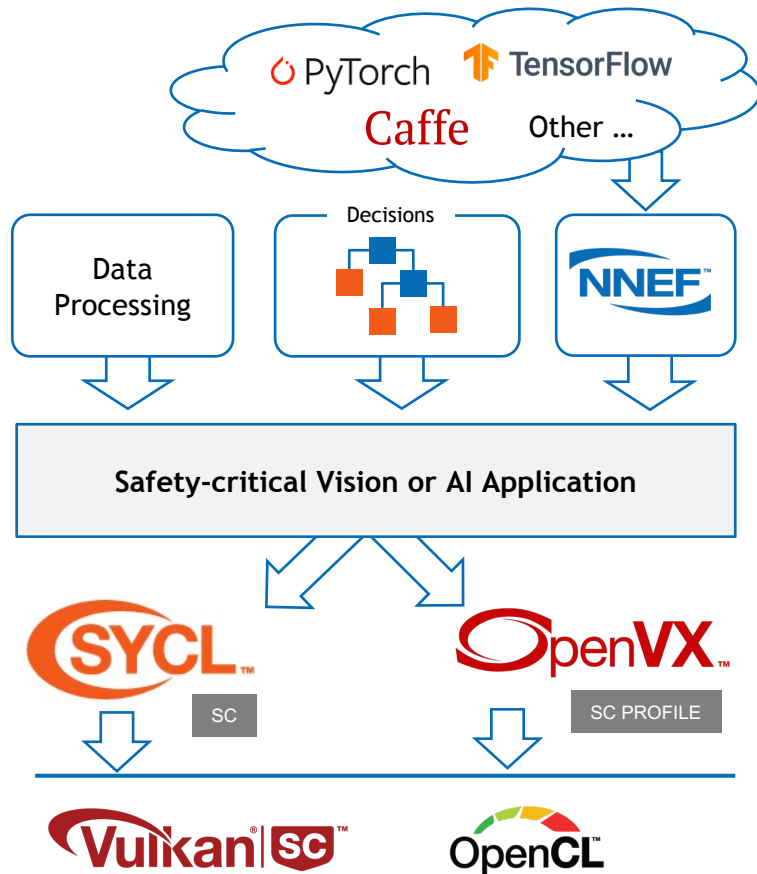 PyTorch TensorFlow
Caffe Other ...
Decisions
Data
Processing
NNEF™
Safety-critical Vision or AI Application
SYCL™
OpenVX™
SC
SC PROFILE
Vulkan® SC™
OpenCL™